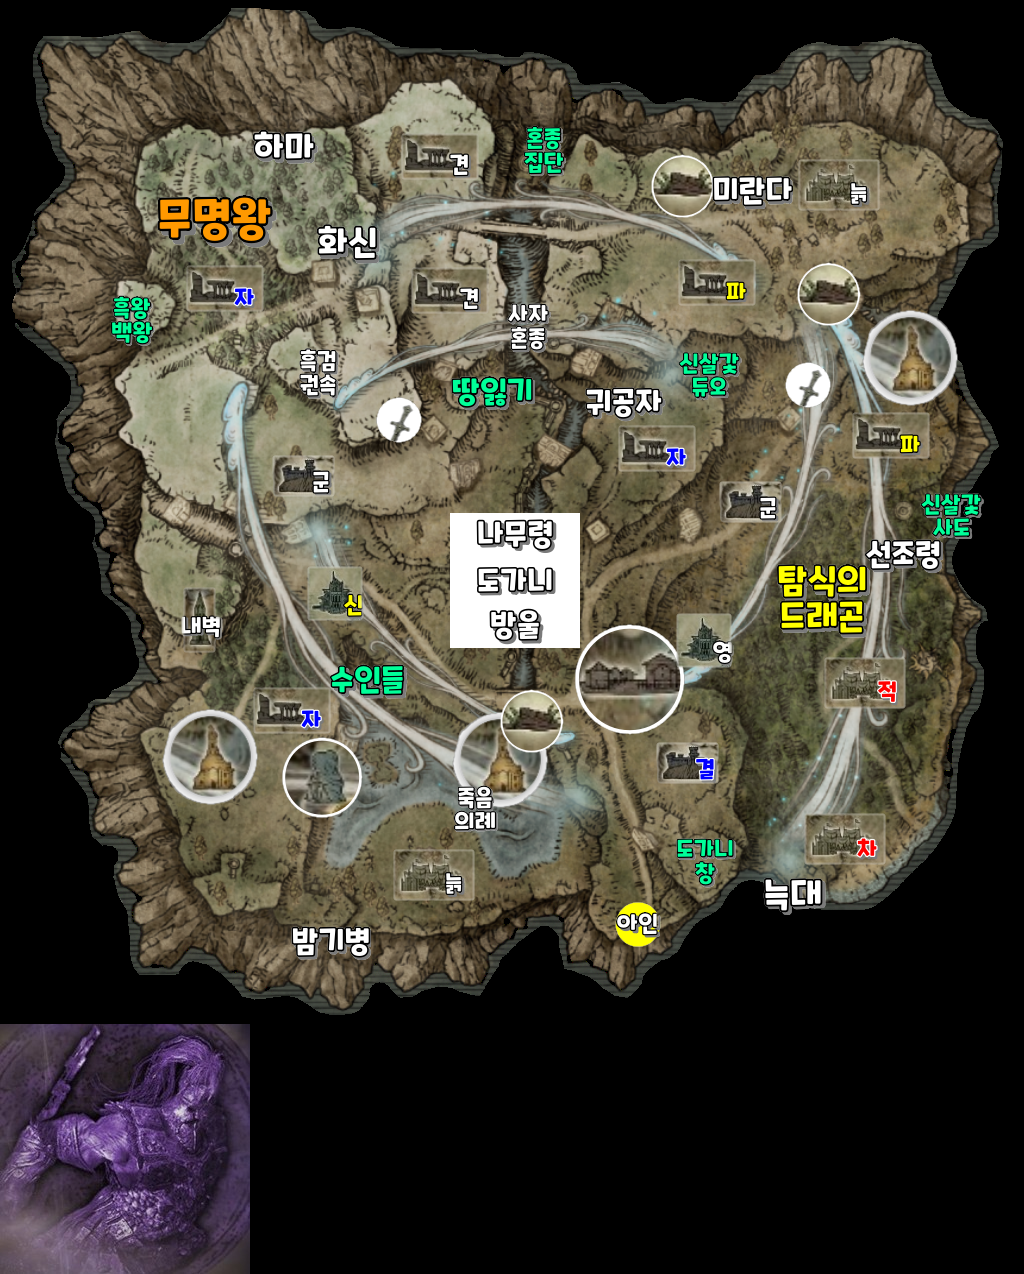 혼종
집단
하마
견
미란다
늙
무명왕
화신
자
견
파
흑왕
백왕
사자
혼종
흑검
권속
땅잃기
신살갗
듀오
귀공자
자
파
군
군
신살갗
사도
나무령
도가니
방울
선조령
탐식의
드래곤
신
내벽
영
수인들
적
자
결
죽음
의례
도가니
창
차
늙
늑대
아인
밤기병